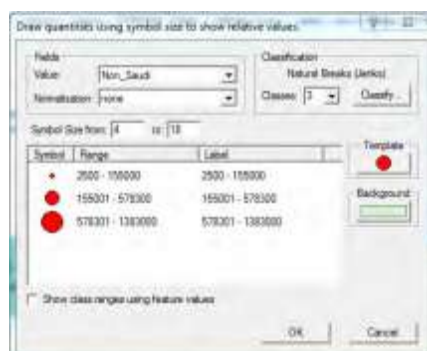 Draw quantities using symbol size to show relative values.
Fields
Value: Non_Saudi
Normalization: none
Classification
Natural Breaks (Jenks)
Classes: 3 Classify...
Symbol Size from: 4 to: 18
Template
Symbol Range Label
2500 - 155000 2500 - 155000
155001 - 578300 155001 - 578300
578301 - 1383000 578301 - 1383000
Background
Show class ranges using feature values
OK Cancel